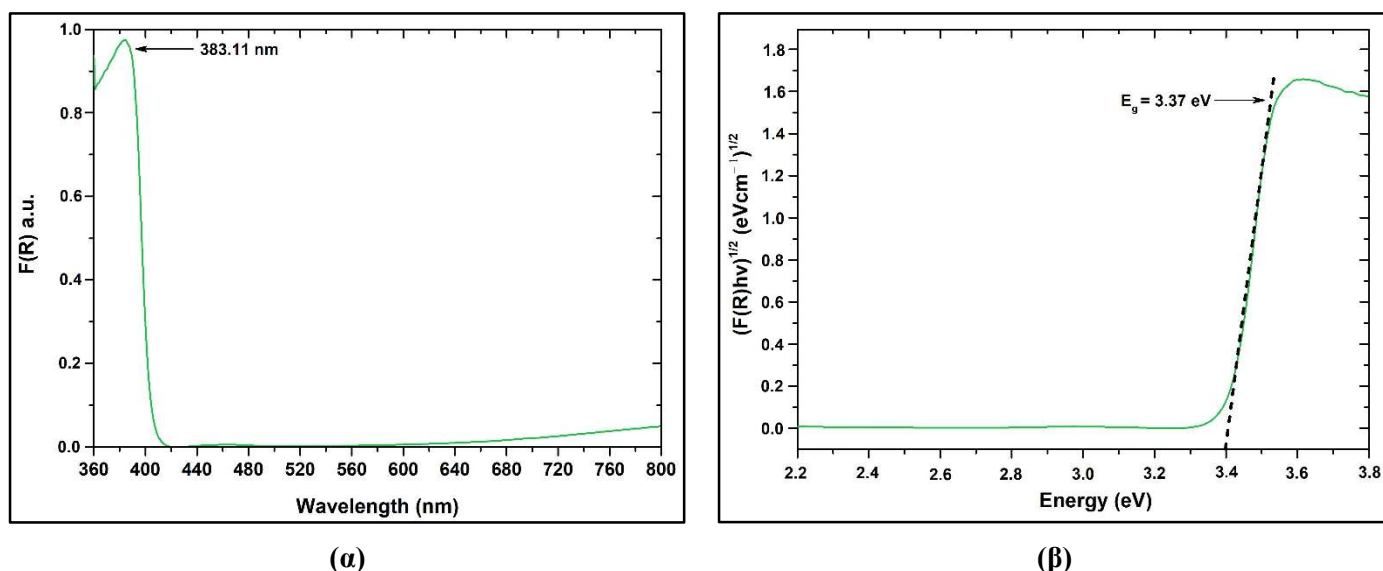 383.11 nm
F(R) a.u.
1.0
0.8
0.6
0.4
0.2
0.0
360 400 440 480 520 560 600 640 680 720 760 800
Wavelength (nm)
(α)
E_g = 3.37 eV
(F(R)hν)^1/2 (eVcm⁻¹)^1/2
1.8
1.6
1.4
1.2
1.0
0.8
0.6
0.4
0.2
0.0
2.2 2.4 2.6 2.8 3.0 3.2 3.4 3.6 3.8
Energy (eV)
(β)